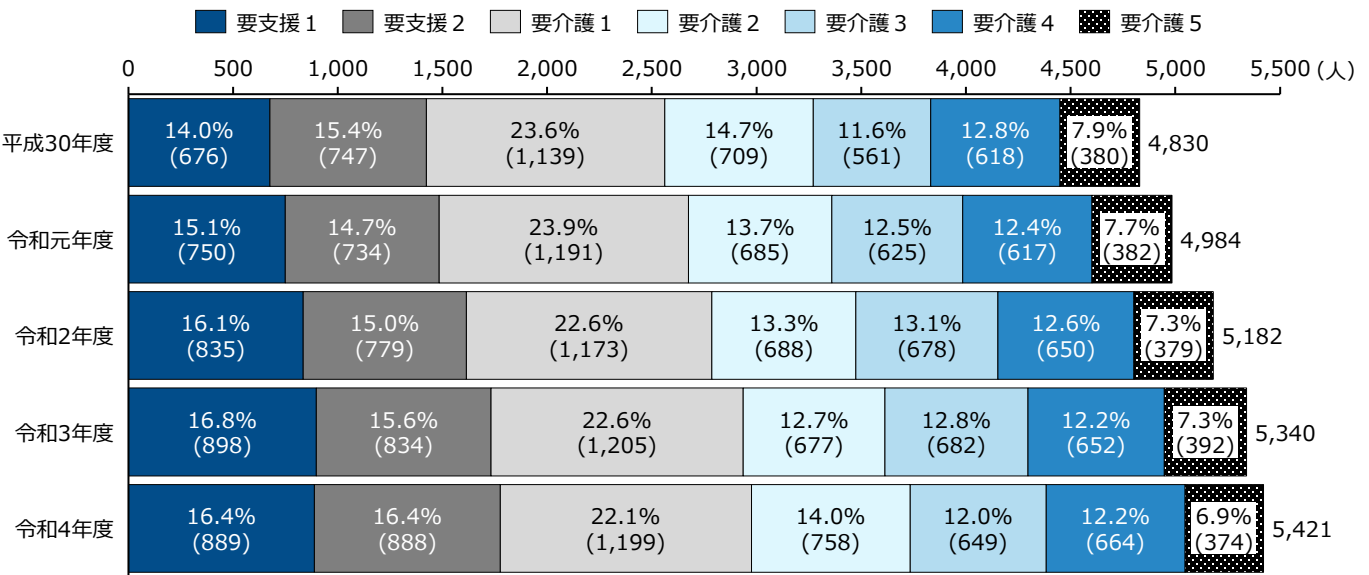 要支援1 要支援2 要介護1 要介護2 要介護3 要介護4 要介護5
0 500 1,000 1,500 2,000 2,500 3,000 3,500 4,000 4,500 5,000 5,500 (人)
平成30年度 14.0% 15.4% 23.6% 14.7% 11.6% 12.8% 7.9% 4,830
(676) (747) (1,139) (709) (561) (618) (380)
令和元年度 15.1% 14.7% 23.9% 13.7% 12.5% 12.4% 7.7% 4,984
(750) (734) (1,191) (685) (625) (617) (382)
令和2年度 16.1% 15.0% 22.6% 13.3% 13.1% 12.6% 7.3% 5,182
(835) (779) (1,173) (688) (678) (650) (379)
令和3年度 16.8% 15.6% 22.6% 12.7% 12.8% 12.2% 7.3% 5,340
(898) (834) (1,205) (677) (682) (652) (392)
令和4年度 16.4% 16.4% 22.1% 14.0% 12.0% 12.2% 6.9% 5,421
(889) (888) (1,199) (758) (649) (664) (374)